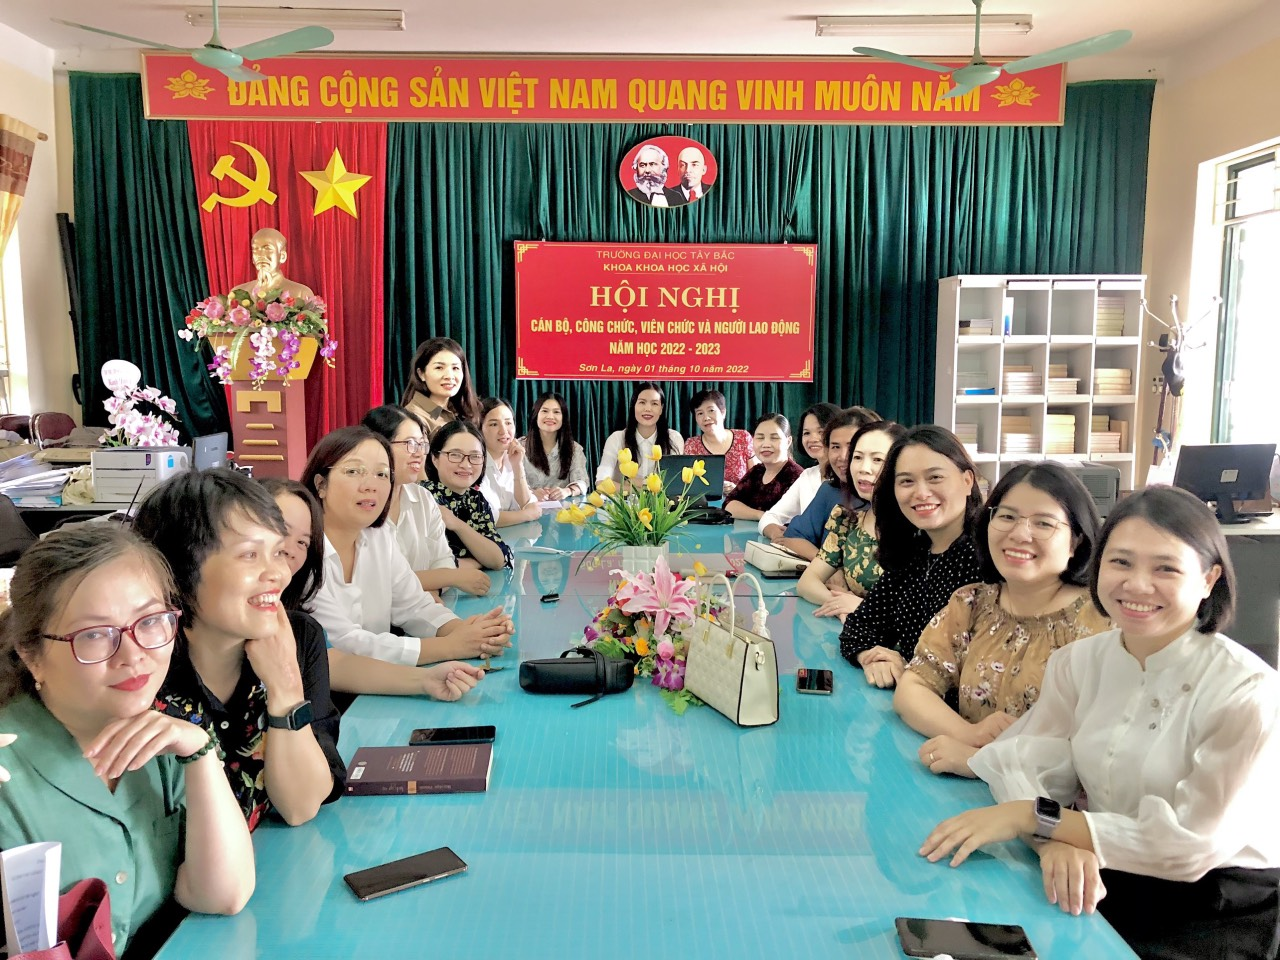 ĐẢNG CỘNG SẢN VIỆT NAM QUANG VINH MUÔN NĂM
TRƯỜNG ĐẠI HỌC TÂY BẮC
KHOA KHOA HỌC XÃ HỘI
HỘI NGHỊ
CÁN BỘ, CÔNG CHỨC, VIÊN CHỨC VÀ NGƯỜI LAO ĐỘNG
NĂM HỌC 2022 - 2023
Sơn La, ngày 01 tháng 10 năm 2022